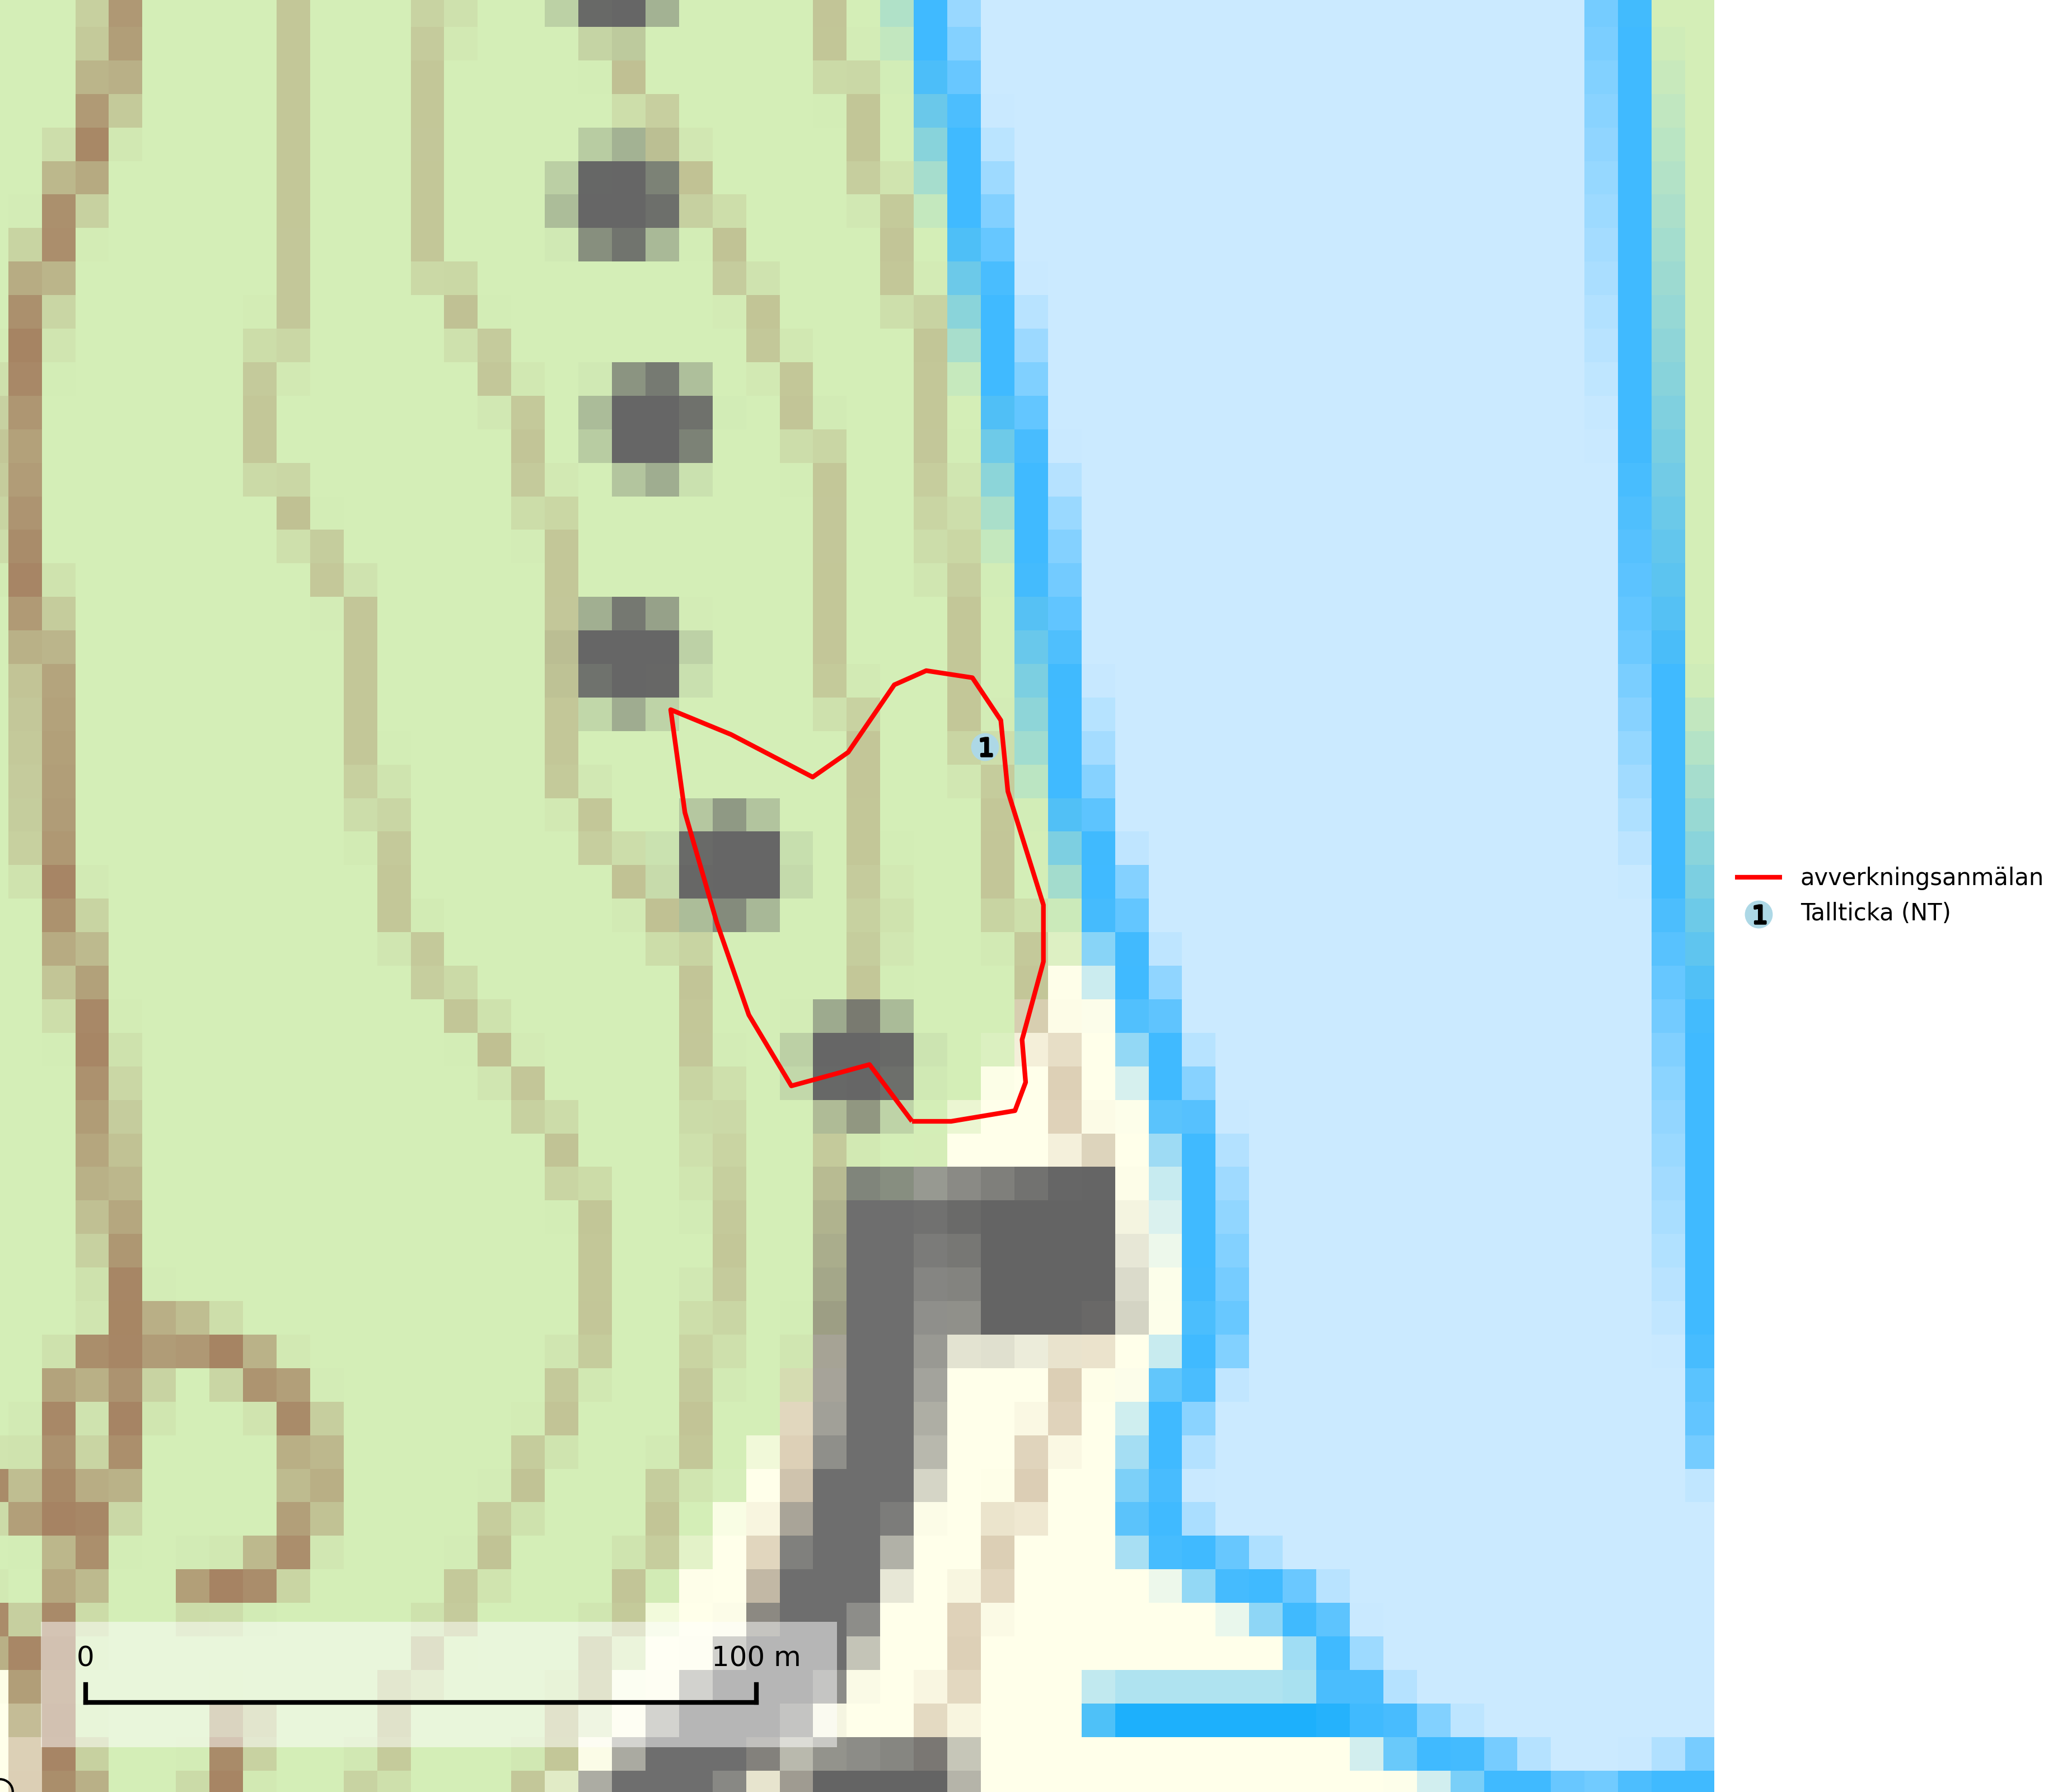 1
avverkningsanmälan
1 Tallticka (NT)
0 100 m